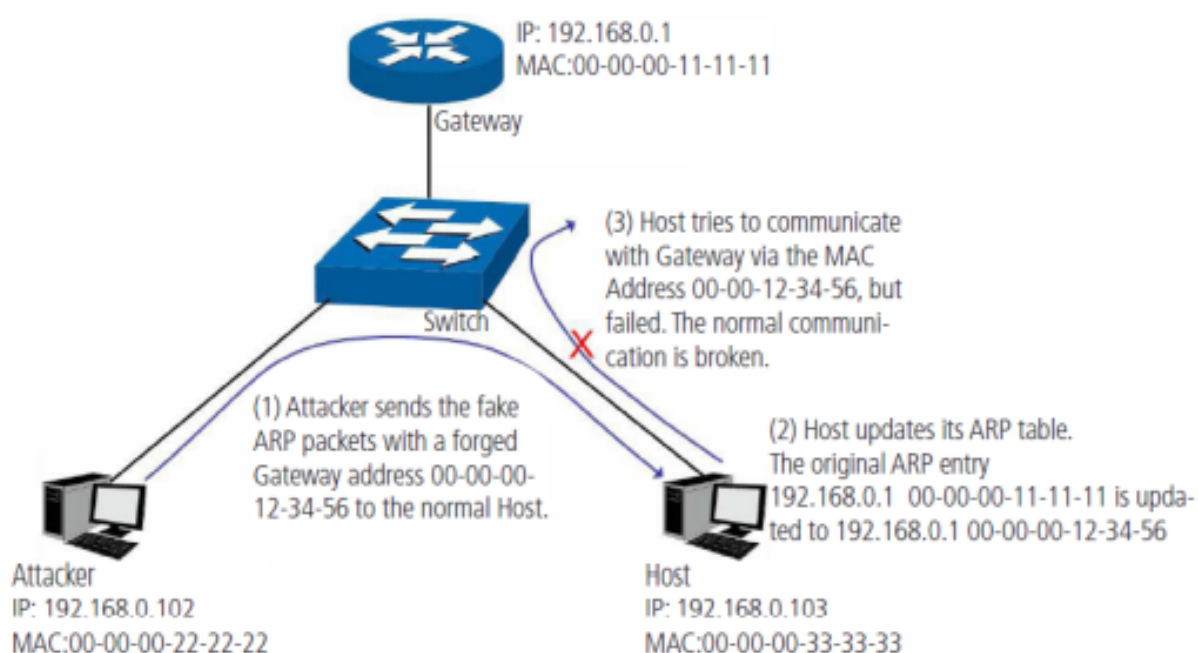 IP: 192.168.0.1
MAC:00-00-00-11-11-11
Gateway
(3) Host tries to communicate
with Gateway via the MAC
Address 00-00-12-34-56, but
failed. The normal communi-
cation is broken.
Switch
(1) Attacker sends the fake
ARP packets with a forged
Gateway address 00-00-00-
12-34-56 to the normal Host.
(2) Host updates its ARP table.
The original ARP entry
192.168.0.1 00-00-00-11-11-11 is upda-
ted to 192.168.0.1 00-00-00-12-34-56
Attacker
IP: 192.168.0.102
MAC:00-00-00-22-22-22
Host
IP: 192.168.0.103
MAC:00-00-00-33-33-33